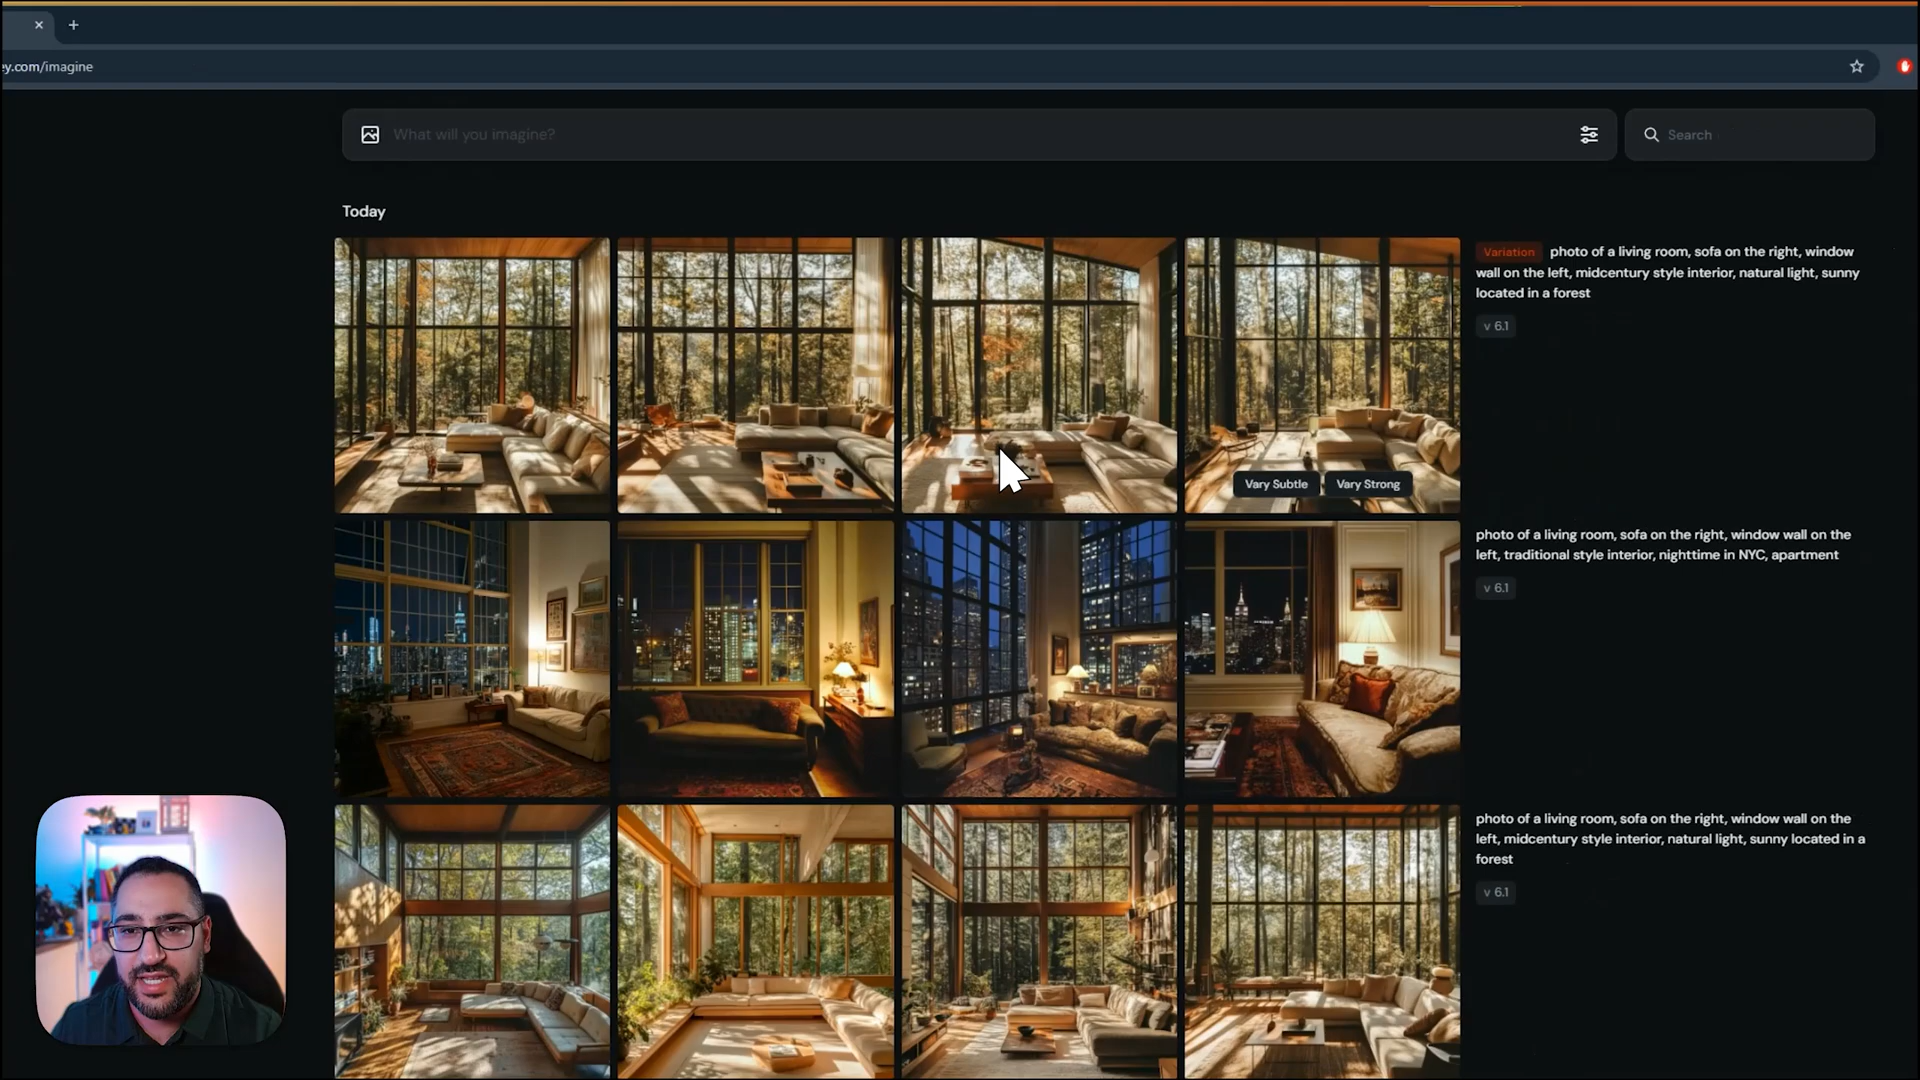 ey.com/imagine
What will you imagine?
Search
Today
Variation photo of a living room, sofa on the right, window
wall on the left, midcentury style interior, natural light, sunny
located in a forest
v 6.1
Vary Subtle
Vary Strong
photo of a living room, sofa on the right, window wall on the
left, traditional style interior, nighttime in NYC, apartment
v 6.1
photo of a living room, sofa on the right, window wall on the
left, midcentury style interior, natural light, sunny located in a
forest
v 6.1